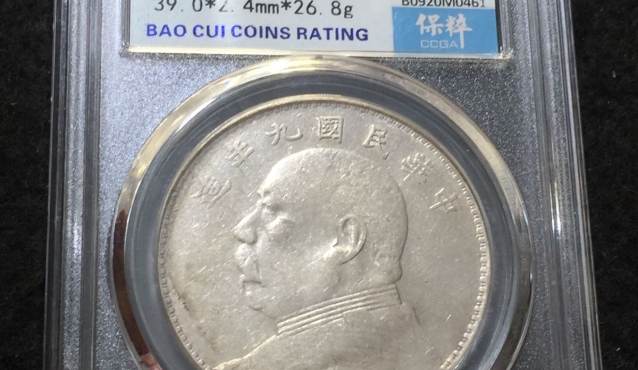 39.0*2.4mm*26.8g
B0920M0461
BAO CUI COINS RATING
保粹
CCGA
中華民國九年造